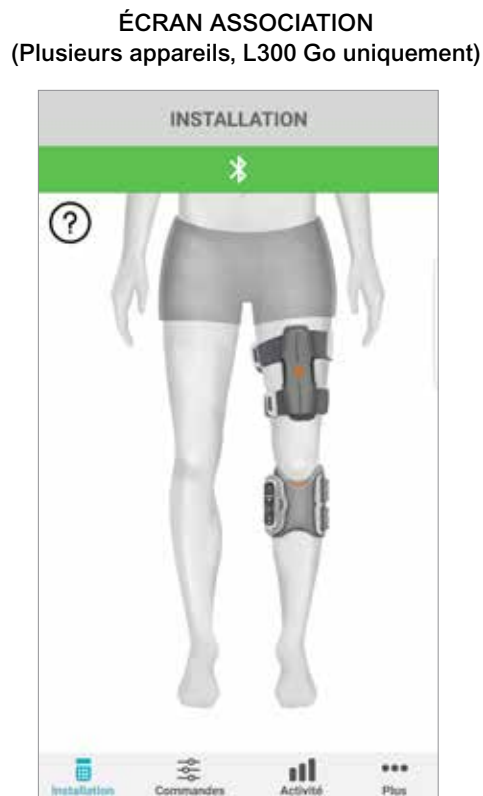 ÉCRAN ASSOCIATION
(Plusieurs appareils, L300 Go uniquement)
INSTALLATION
?
Installation Commandes Activité Plus